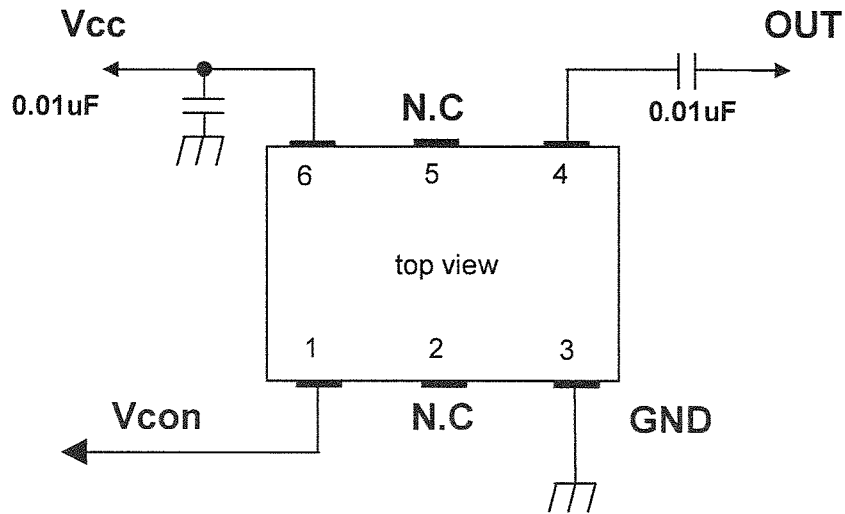 Vcc
OUT
0.01uF
N.C
0.01uF
6
5
4
top view
1
2
3
Vcon
N.C
GND